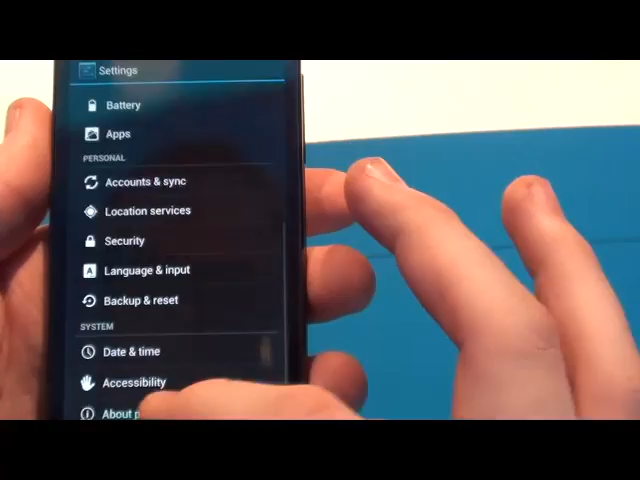 Settings
Battery
Apps
PERSONAL
Accounts & sync
Location services
Security
A Language & input
Backup & reset
SYSTEM
Date & time
Accessibility
About p